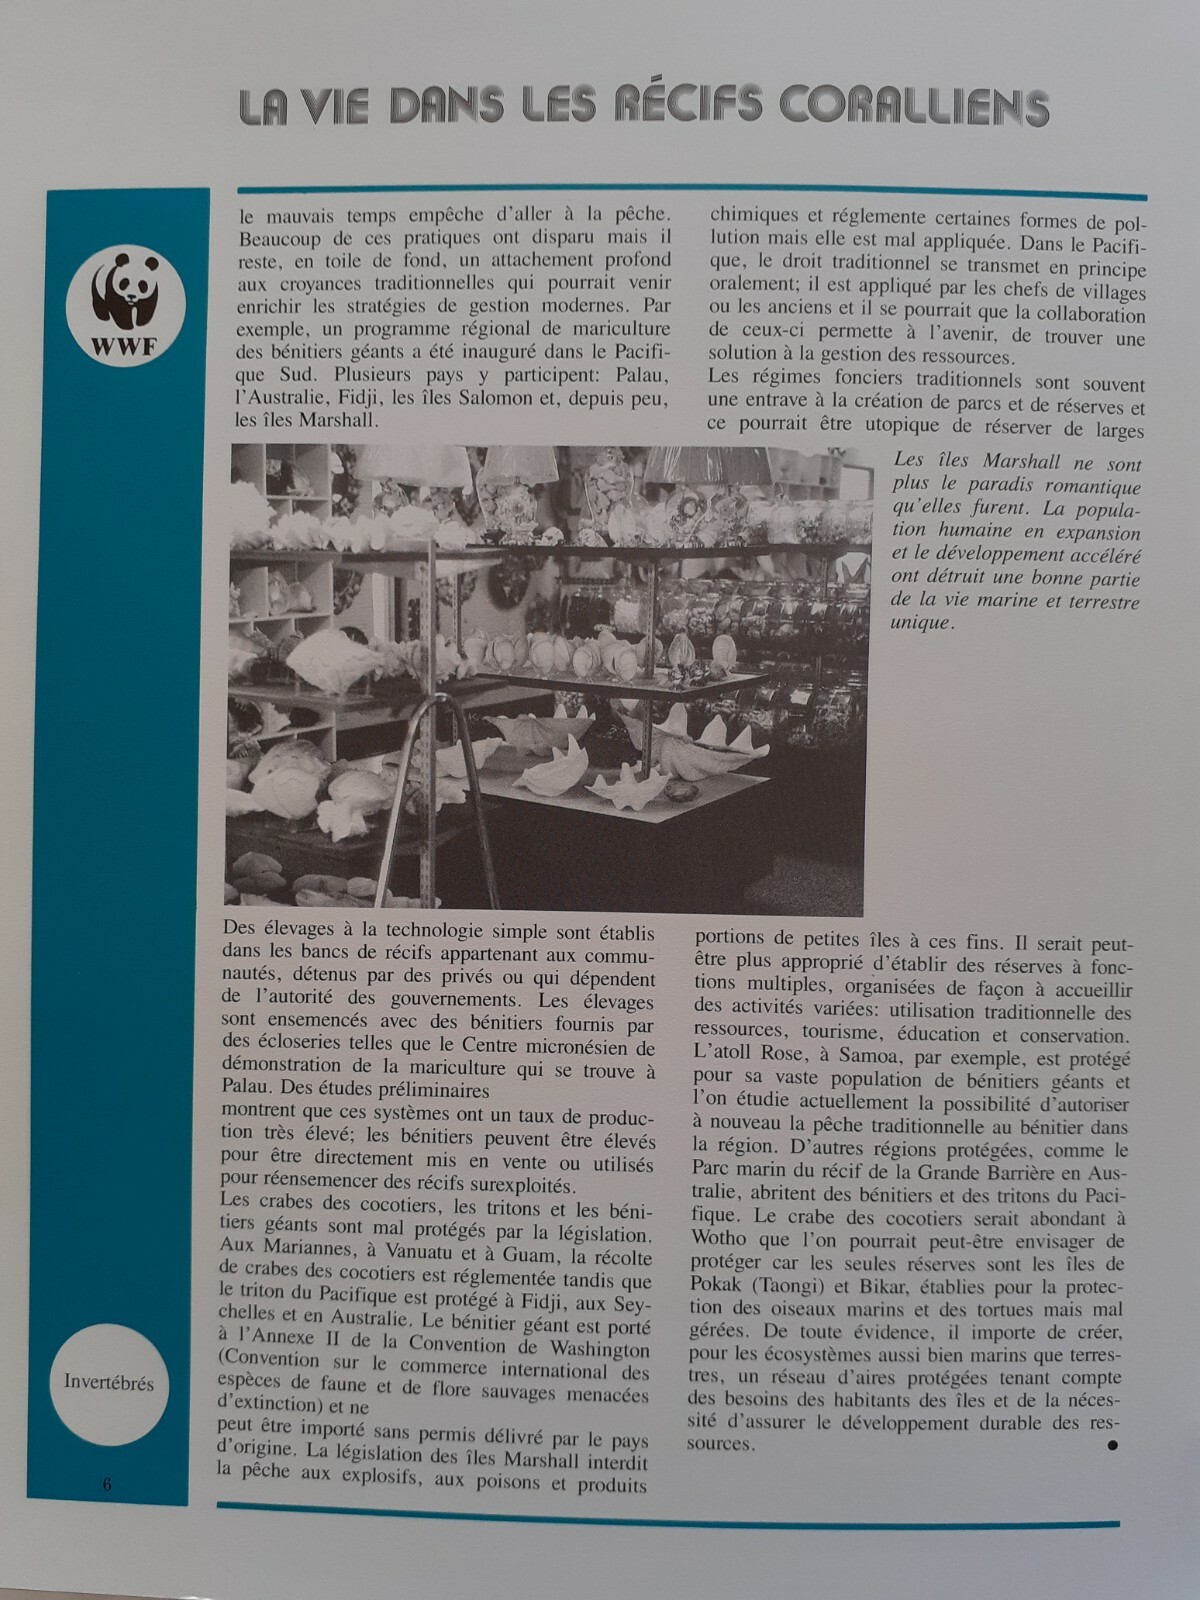 LA VIE DANS LES RÉCIFS CORALLIENS
WWF
le mauvais temps empêche d'aller à la pêche.
Beaucoup de ces pratiques ont disparu mais il
reste, en toile de fond, un attachement profond
aux croyances traditionnelles qui pourrait venir
enrichir les stratégies de gestion modernes. Par
exemple, un programme régional de mariculture
des bénitiers géants a été inauguré dans le Pacifi-
que Sud. Plusieurs pays y participent: Palau,
l'Australie, Fidji, les îles Salomon et, depuis peu,
les îles Marshall.
Des élevages à la technologie simple sont établis
dans les bancs de récifs appartenant aux commu-
nautés, détenus par des privés ou qui dépendent
de l'autorité des gouvernements. Les élevages
sont ensemencés avec des bénitiers fournis par
des écloseries telles que le Centre micronésien de
démonstration de la mariculture qui se trouve à
Palau. Des études préliminaires
montrent que ces systèmes ont un taux de produc-
tion très élevé; les bénitiers peuvent être élevés
pour être directement mis en vente ou utilisés
pour réensemencer des récifs surexploités.
Les crabes des cocotiers, les tritons et les béni-
tiers géants sont mal protégés par la législation.
Aux Mariannes, à Vanuatu et à Guam, la récolte
de crabes des cocotiers est réglementée tandis que
le triton du Pacifique est protégé à Fidji, aux Sey-
chelles et en Australie. Le bénitier géant est porté
à l'Annexe II de la Convention de Washington
(Convention sur le commerce international des
espèces de faune et de flore sauvages menacées
d'extinction) et ne
peut être importé sans permis délivré par le pays
d'origine. La législation des îles Marshall interdit
la pêche aux explosifs, aux poisons et produits
chimiques et réglemente certaines formes de pol-
lution mais elle est mal appliquée. Dans le Pacifi-
que, le droit traditionnel se transmet en principe
oralement; il est appliqué par les chefs de villages
ou les anciens et il se pourrait que la collaboration
de ceux-ci permette à l'avenir, de trouver une
solution à la gestion des ressources.
Les régimes fonciers traditionnels sont souvent
une entrave à la création de parcs et de réserves et
ce pourrait être utopique de réserver de larges
Les îles Marshall ne sont
plus le paradis romantique
qu'elles furent. La popula-
tion humaine en expansion
et le développement accéléré
ont détruit une bonne partie
de la vie marine et terrestre
unique.
portions de petites îles à ces fins. Il serait peut-
être plus approprié d'établir des réserves à fonc-
tions multiples, organisées de façon à accueillir
des activités variées: utilisation traditionnelle des
ressources, tourisme, éducation et conservation.
L'atoll Rose, à Samoa, par exemple, est protégé
pour sa vaste population de bénitiers géants et
l'on étudie actuellement la possibilité d'autoriser
à nouveau la pêche traditionnelle au bénitier dans
la région. D'autres régions protégées, comme le
Parc marin du récif de la Grande Barrière en Aus-
tralie, abritent des bénitiers et des tritons du Paci-
fique. Le crabe des cocotiers serait abondant à
Wotho que l'on pourrait peut-être envisager de
protéger car les seules réserves sont les îles de
Pokak (Taongi) et Bikar, établies pour la protec-
tion des oiseaux marins et des tortues mais mal
gérées. De toute évidence, il importe de créer,
pour les écosystèmes aussi bien marins que terres-
tres, un réseau d'aires protégées tenant compte
des besoins des habitants des îles et de la néces-
sité d'assurer le développement durable des res-
sources.
Invertébrés
6